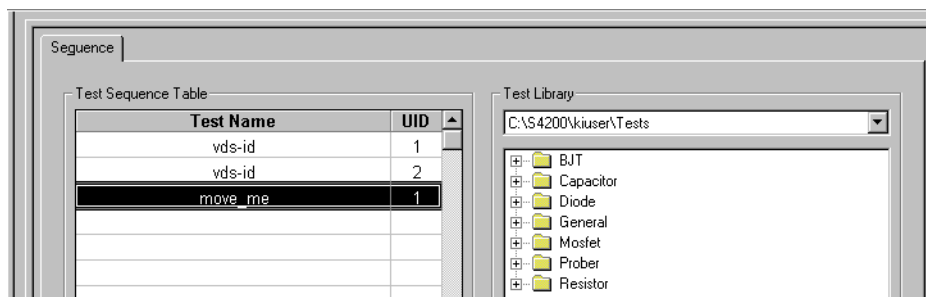 Sequence
Test Sequence Table
Test Name UID
vds-id 1
vds-id 2
move_me 1
Test Library
C:\S4200\kiuser\Tests
BJT
Capacitor
Diode
General
Mosfet
Prober
Resistor